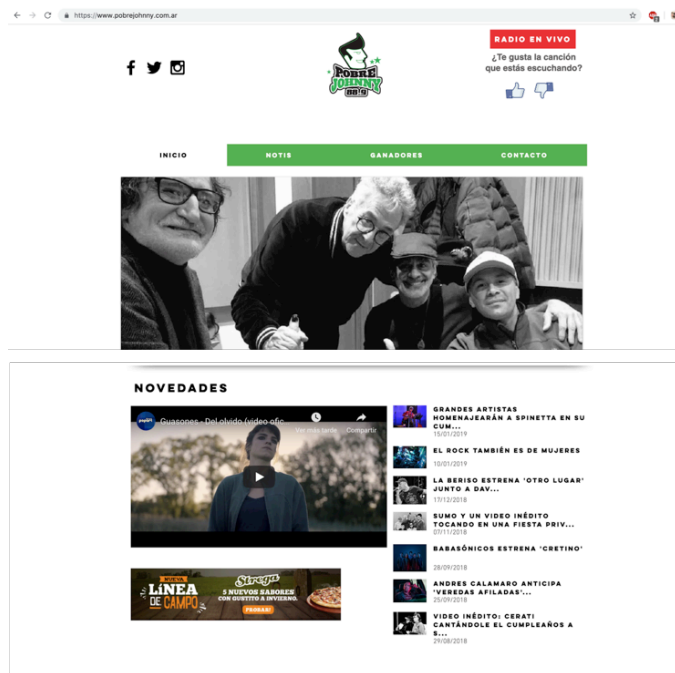 https://www.pobrejohnny.com.ar
RADIO EN VIVO
¿Te gusta la canción
que estás escuchando?
POBRE
JOHNNY
88.9
INICIO
NOTIS
GANADORES
CONTACTO
NOVEDADES
Guasones - Del olvido (video ofic
Ver más tarde
Compartir
GRANDES ARTISTAS
HOMENAJEARÁN A SPINETTA EN SU
CUM...
15/01/2019
EL ROCK TAMBIÉN ES DE MUJERES
10/01/2019
LA BERISO ESTRENA 'OTRO LUGAR'
JUNTO A DAV...
17/12/2018
SUMO Y UN VIDEO INÉDITO
TOCANDO EN UNA FIESTA PRIV...
07/11/2018
BABASÓNICOS ESTRENA 'CRETINO'
28/09/2018
ANDRES CALAMARO ANTICIPA
'VEREDAS AFILADAS'...
25/09/2018
VIDEO INÉDITO: CERATI
CANTÁNDOLE EL CUMPLEAÑOS A
S...
29/08/2018
NUEVA
LÍNEA
DE CAMPO
Strega
5 NUEVOS SABORES
CON GUSTITO A INVIERNO.
PROBAR!